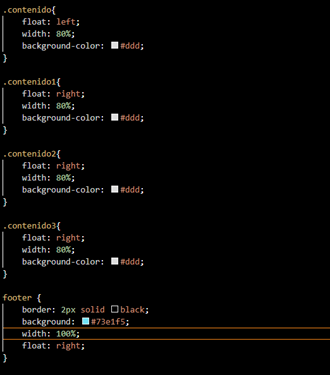 .contenido{
    float: left;
    width: 80%;
    background-color: #ddd;
}
.contenido1{
    float: right;
    width: 80%;
    background-color: #ddd;
}
.contenido2{
    float: right;
    width: 80%;
    background-color: #ddd;
}
.contenido3{
    float: right;
    width: 80%;
    background-color: #ddd;
}
footer {
    border: 2px solid black;
    background: #73e1f5;
    width: 100%;
    float: right;
}